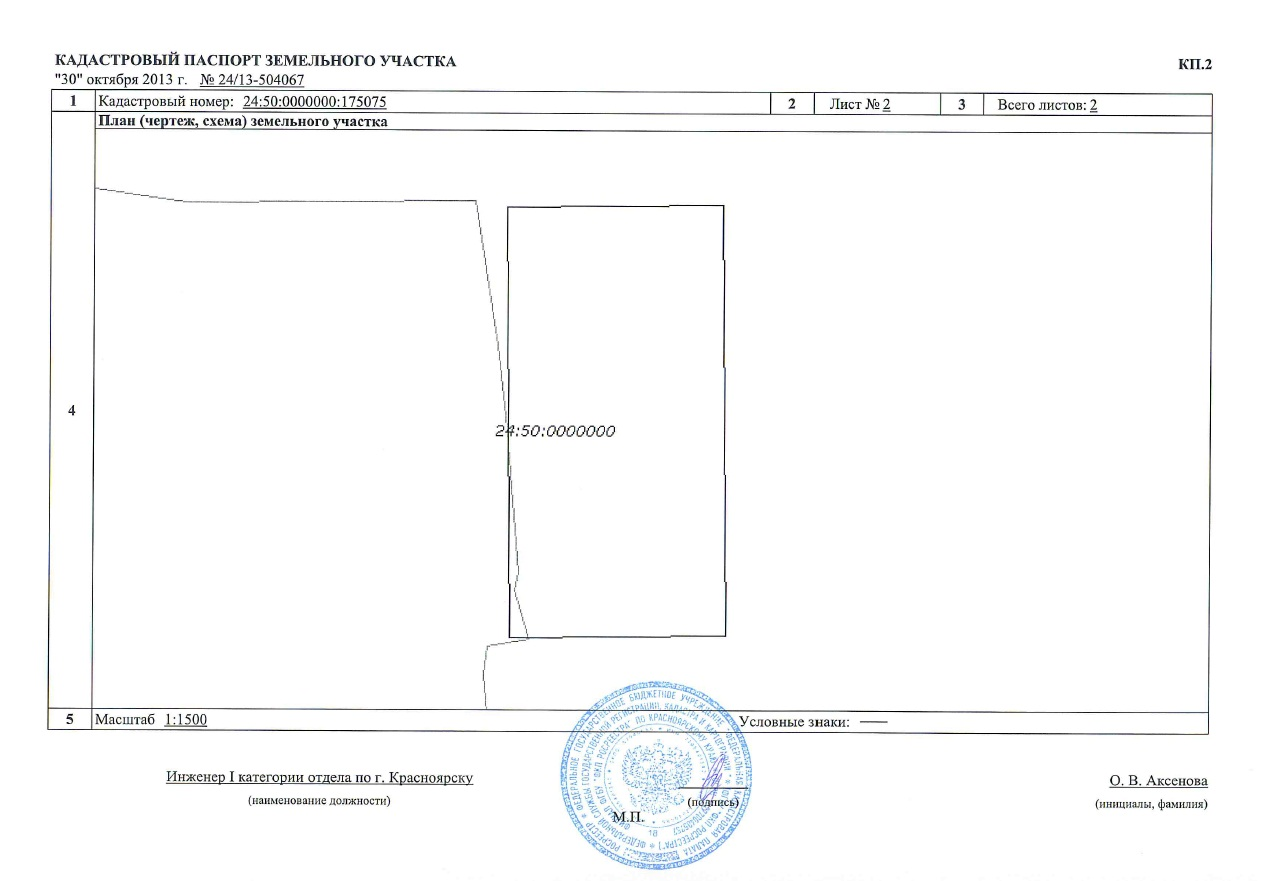 КАДАСТРОВЫЙ ПАСПОРТ ЗЕМЕЛЬНОГО УЧАСТКА
КП.2
"30" октября 2013 г. № 24/13-504067
1 Кадастровый номер: 24:50:0000000:175075 2 Лист № 2 3 Всего листов: 2
План (чертеж, схема) земельного участка
4
24:50:0000000
5 Масштаб 1:1500 Условные знаки:
Инженер I категории отдела по г. Красноярску О. В. Аксенова
(наименование должности) (подпись) (инициалы, фамилия)
М.П.